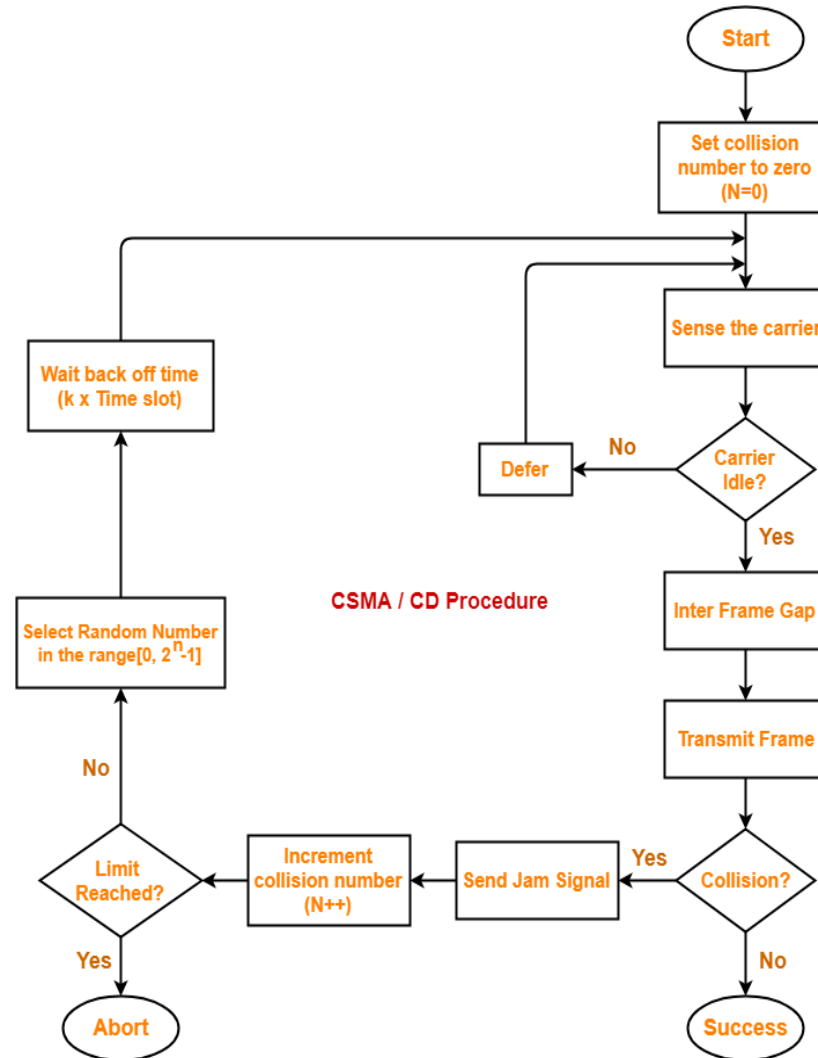 Start
Set collision
number to zero
(N=0)
Sense the carrier
Carrier
Idle?
No
Defer
Yes
Inter Frame Gap
Transmit Frame
Collision?
No
Success
Yes
Send Jam Signal
Increment
collision number
(N++)
Limit
Reached?
Yes
Abort
No
Select Random Number
in the range[0, 2^n-1]
Wait back off time
(k x Time slot)
CSMA / CD Procedure